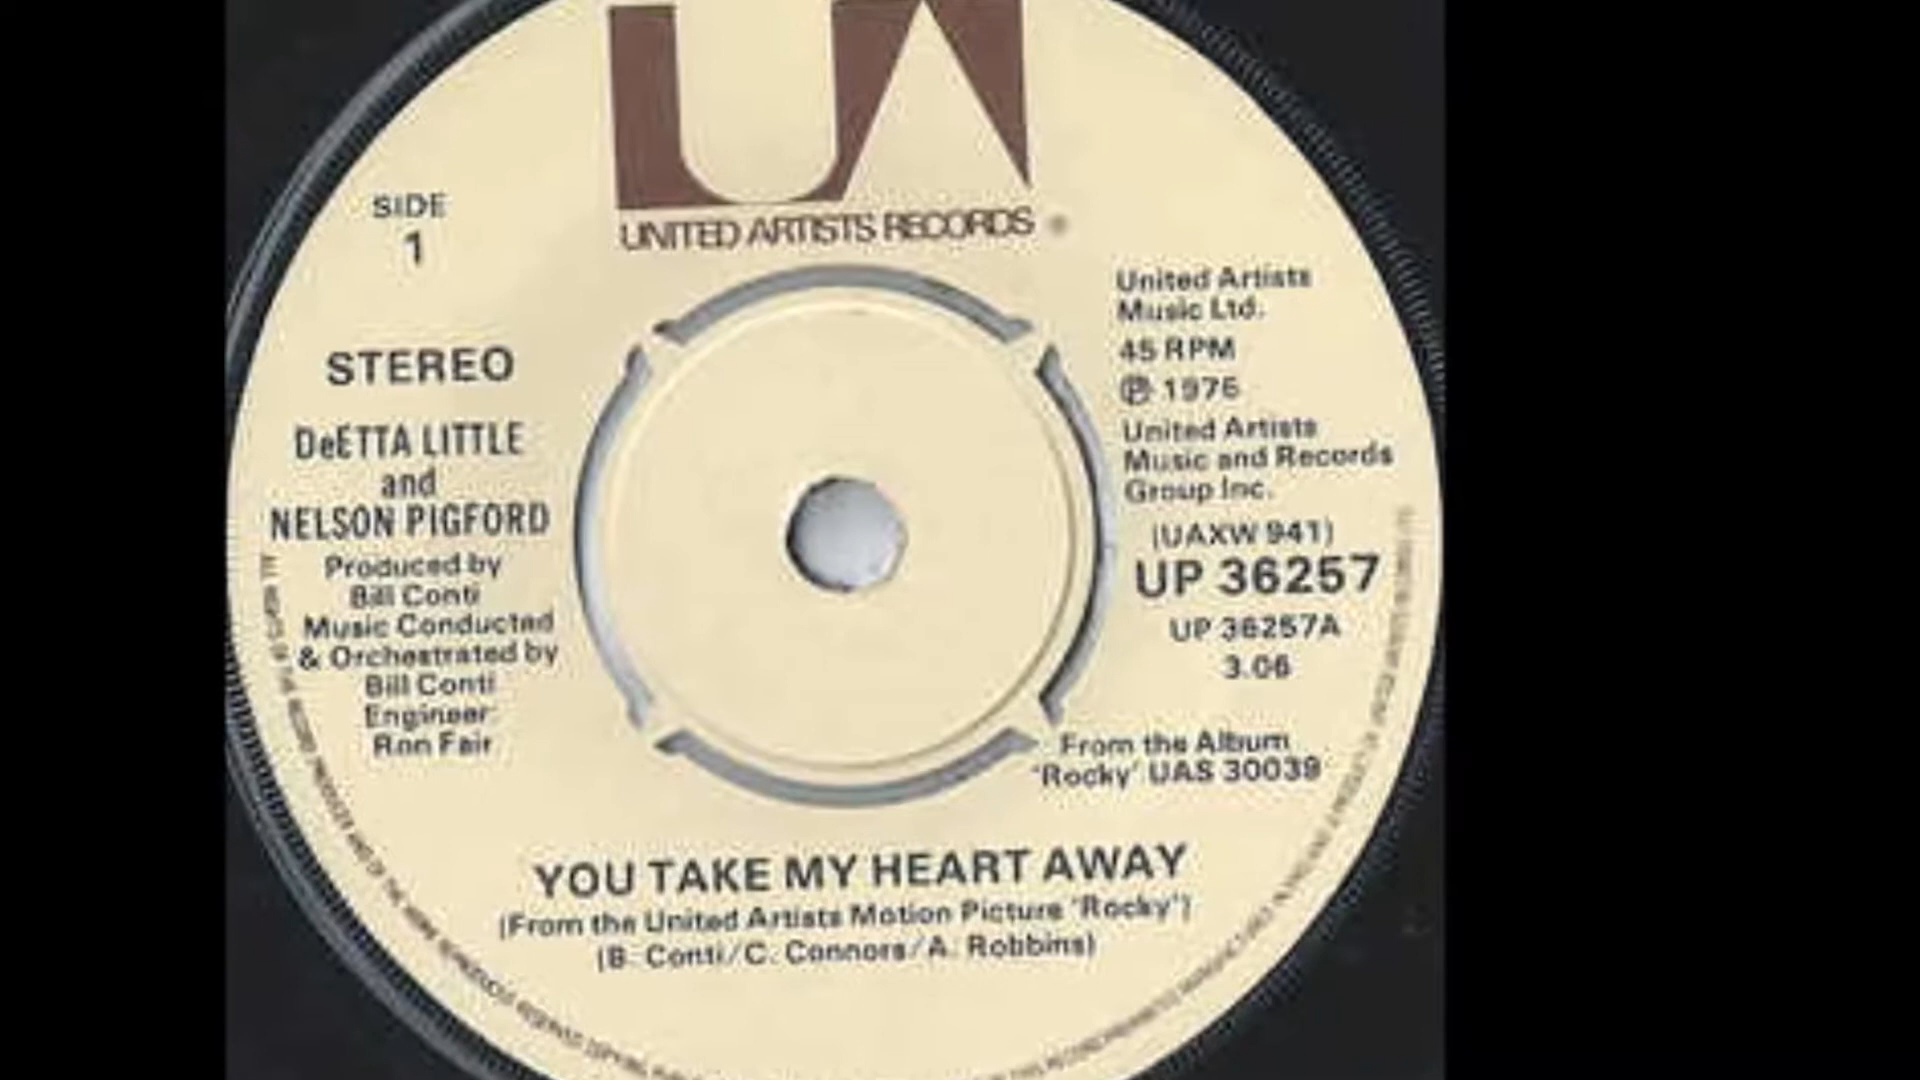 UA
UNITED ARTISTS RECORDS
SIDE
1
STEREO
DeETTA LITTLE
and
NELSON PIGFORD
Produced by
Bill Conti
Music Conducted
& Orchestrated by
Bill Conti
Engineer
Ron Fair
United Artists
Music Ltd.
45 RPM
℗ 1976
United Artists
Music and Records
Group Inc.
(UAXW 941)
UP 36257
UP 36257A
3.06
From the Album
'Rocky' UAS 30039
YOU TAKE MY HEART AWAY
(From the United Artists Motion Picture 'Rocky')
(B. Conti/C. Connors/A. Robbins)